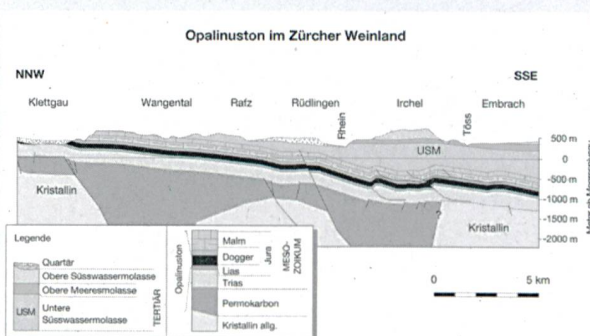 Opalinuston im Zürcher Weinland
NNW
SSE
Klettgau
Wangental
Rafz
Rüdlingen
Rhein
Irchel
Töss
Embrach
USM
500 m
0
-500 m
-1000 m
-1500 m
-2000 m
Kristallin
?
Kristallin
Legende
Quartär
Obere Süsswassermolasse
Obere Meeresmolasse
USM
Untere
Süsswassermolasse
TERTIÄR
Opalinuston
Malm
Dogger
Lias
Trias
Jura
MESO-
ZOIKUM
Permokarbon
Kristallin allg.
0
5 km